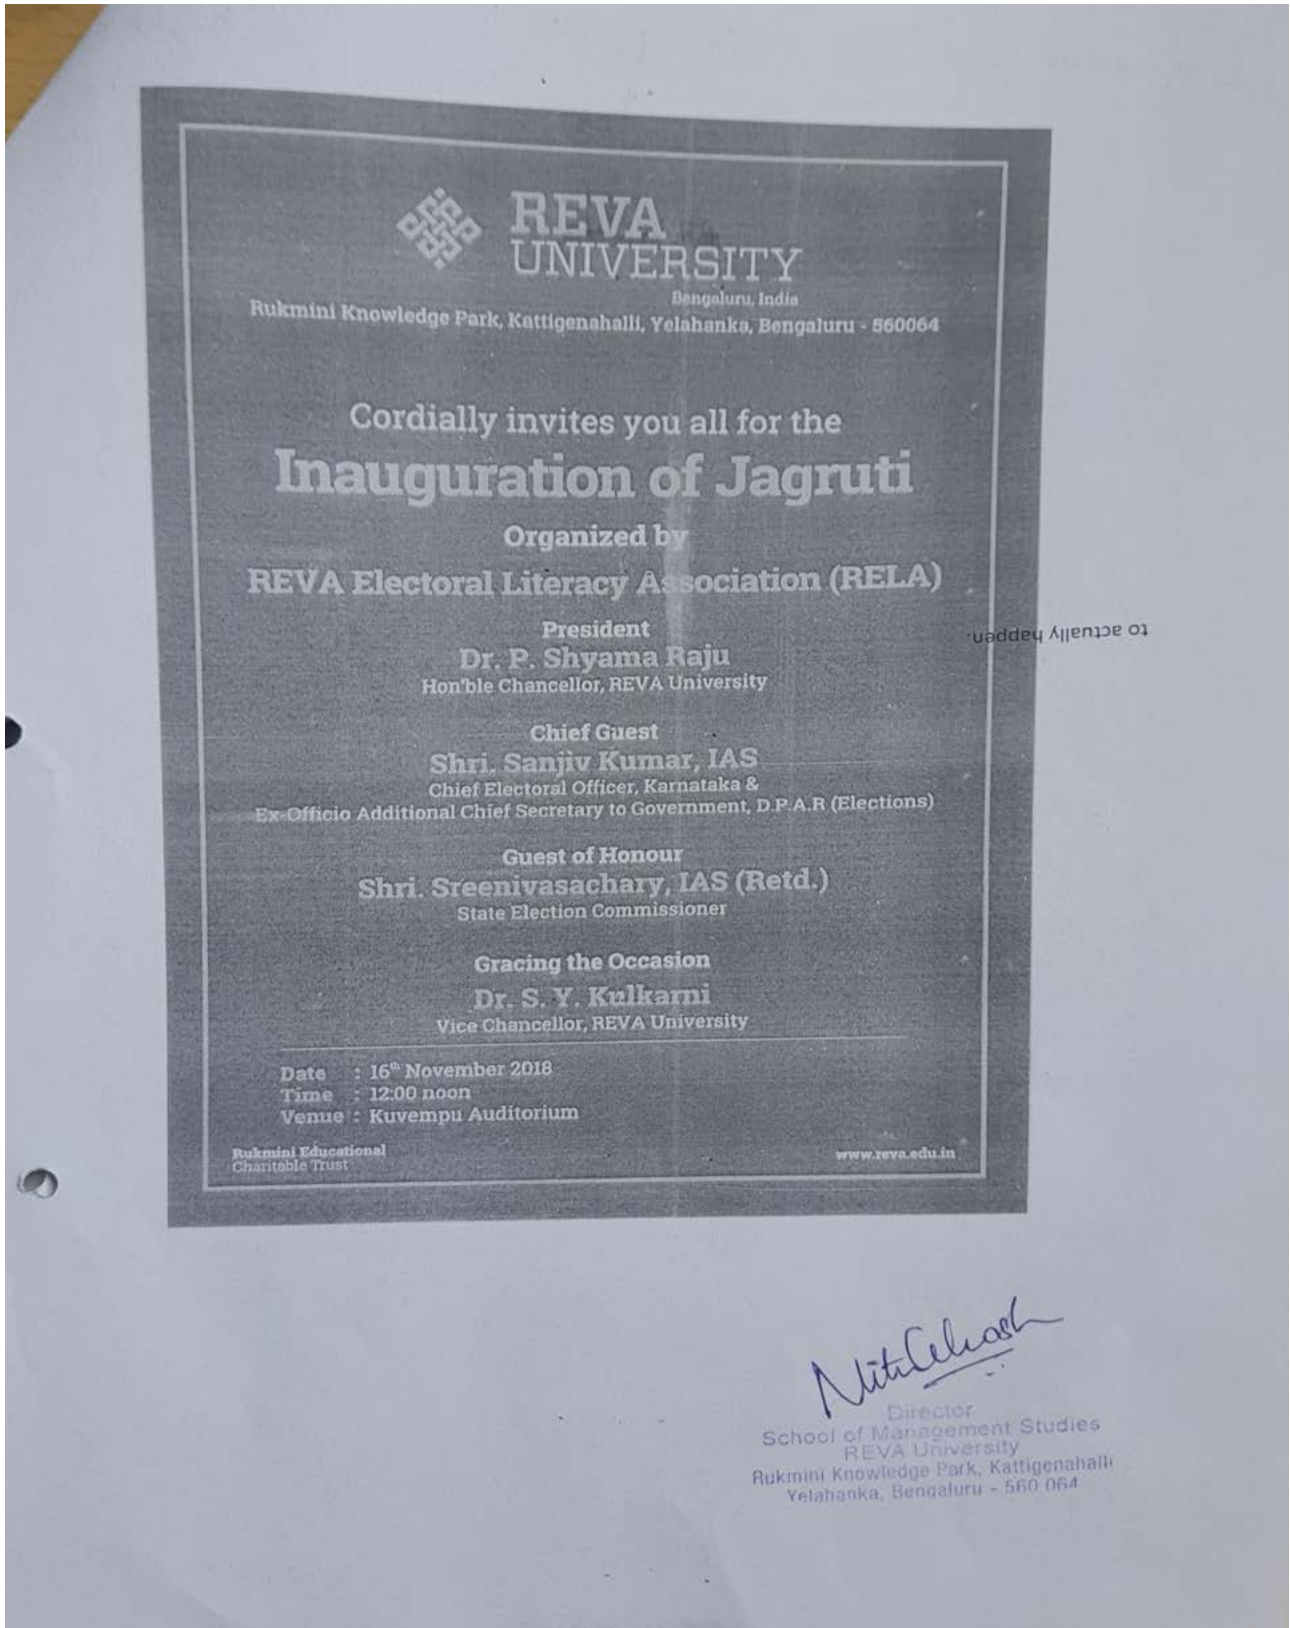 REVA
UNIVERSITY
Bengaluru, India
Rukmini Knowledge Park, Kattigenahalli, Yelahanka, Bengaluru - 560064
Cordially invites you all for the
Inauguration of Jagruti
Organized by
REVA Electoral Literacy Association (RELA)
to actually happen.
President
Dr. P. Shyama Raju
Hon'ble Chancellor, REVA University
Chief Guest
Shri. Sanjiv Kumar, IAS
Chief Electoral Officer, Karnataka &
Ex-Officio Additional Chief Secretary to Government, D.P.A.R (Elections)
Guest of Honour
Shri. Sreenivasachary, IAS (Retd.)
State Election Commissioner
Gracing the Occasion
Dr. S. Y. Kulkarni
Vice Chancellor, REVA University
Date : 16th November 2018
Time : 12:00 noon
Venue : Kuvempu Auditorium
Rukmini Educational
Charitable Trust
www.reva.edu.in
Director
School of Management Studies
REVA University
Rukmini Knowledge Park, Kattigenahalli
Yelahanka, Bengaluru - 560 064